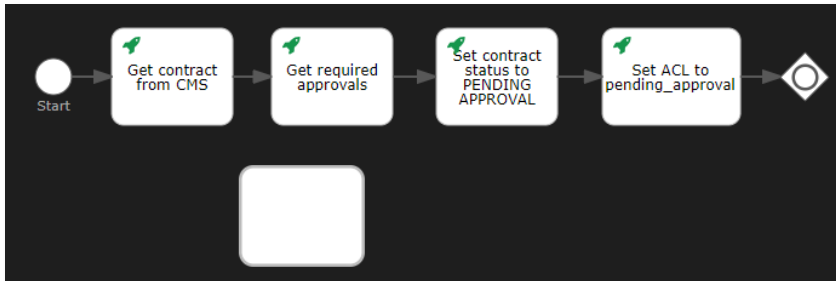 Get contract
from CMS
Get required
approvals
Set contract
status to
PENDING
APPROVAL
Set ACL to
pending_approval
Start